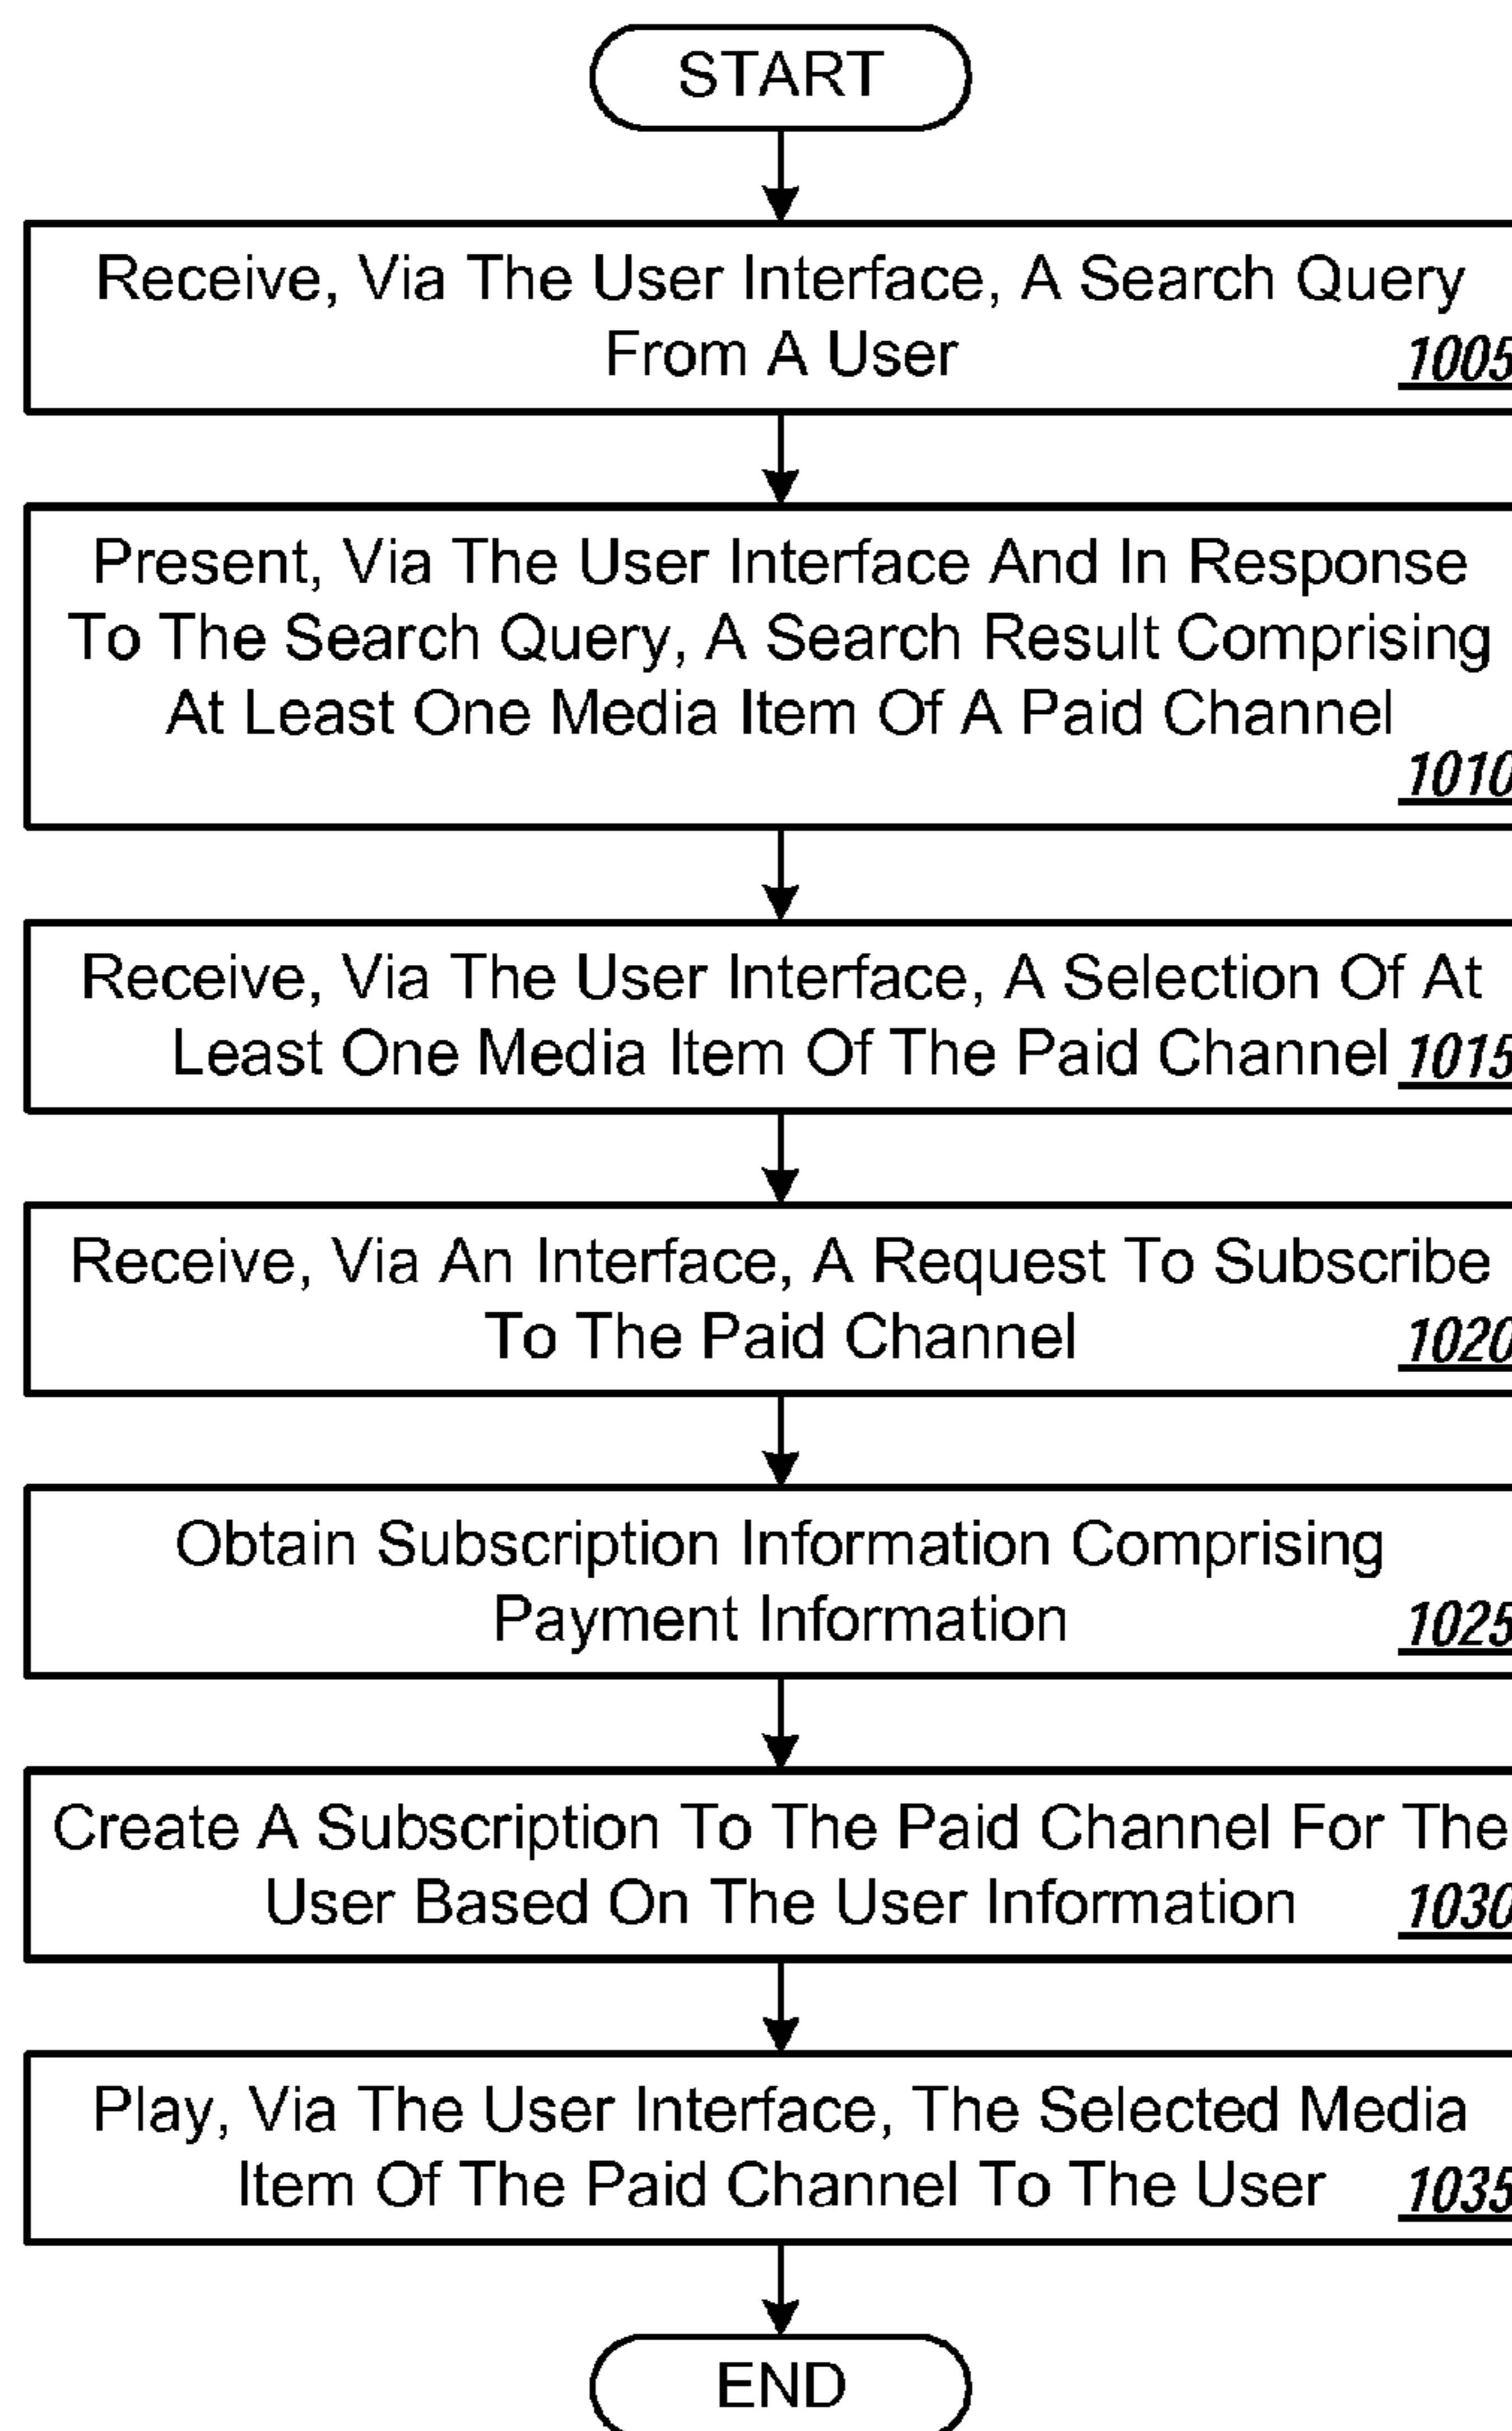 START
Receive, Via The User Interface, A Search Query
From A User
1005
Present, Via The User Interface And In Response
To The Search Query, A Search Result Comprising
At Least One Media Item Of A Paid Channel
1010
Receive, Via The User Interface, A Selection Of At
Least One Media Item Of The Paid Channel
1015
Receive, Via An Interface, A Request To Subscribe
To The Paid Channel
1020
Obtain Subscription Information Comprising
Payment Information
1025
Create A Subscription To The Paid Channel For The
User Based On The User Information
1030
Play, Via The User Interface, The Selected Media
Item Of The Paid Channel To The User
1035
END